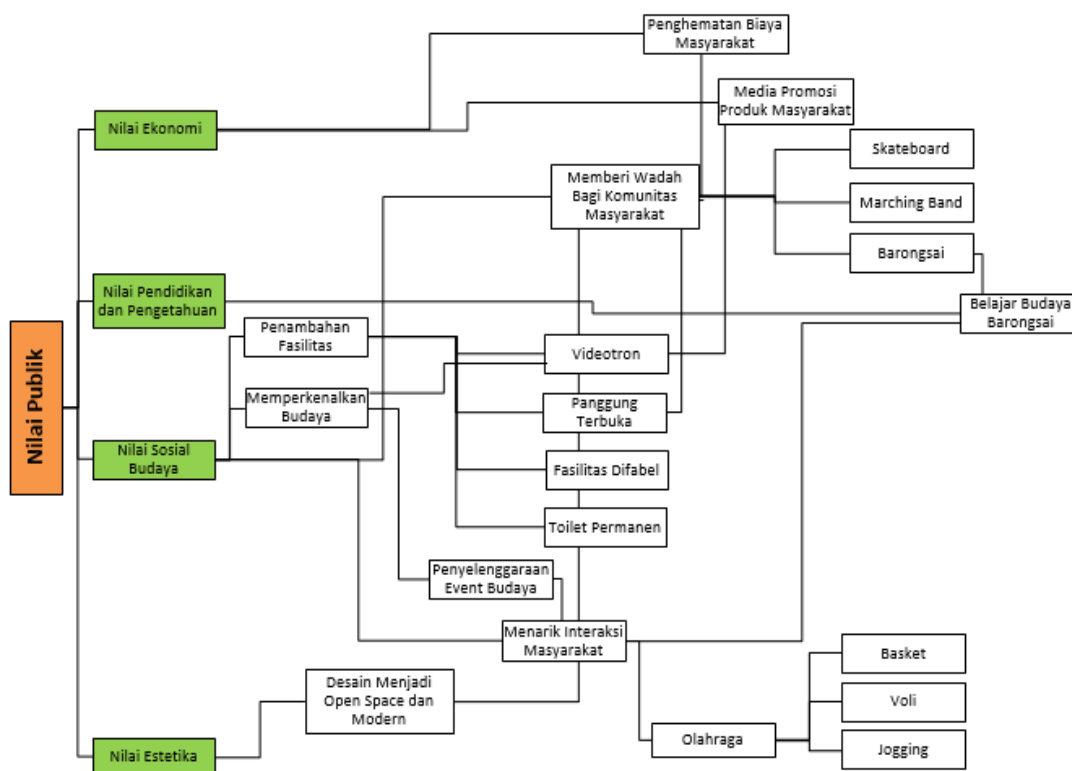 Penghematan Biaya
Masyarakat
Media Promosi
Produk Masyarakat
Nilai Ekonomi
Skateboard
Memberi Wadah
Bagi Komunitas
Masyarakat
Marching Band
Barongsai
Nilai Pendidikan
dan Pengetahuan
Belajar Budaya
Barongsai
Penambahan
Fasilitas
Videotron
Nilai Publik
Memperkenalkan
Budaya
Panggung
Terbuka
Nilai Sosial
Budaya
Fasilitas Difabel
Toilet Permanen
Penyelenggaraan
Event Budaya
Menarik Interaksi
Masyarakat
Basket
Desain Menjadi
Open Space dan
Modern
Voli
Olahraga
Jogging
Nilai Estetika